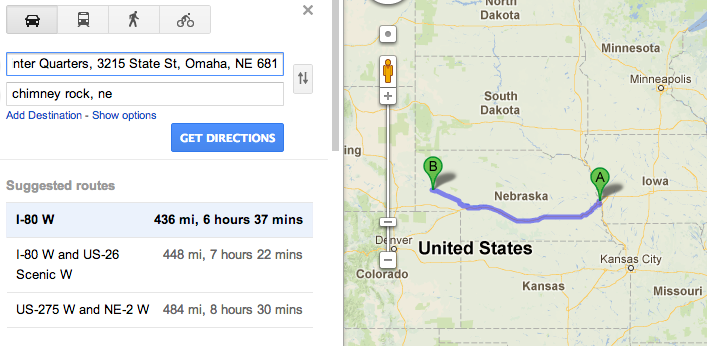 nter Quarters, 3215 State St, Omaha, NE 681
chimney rock, ne
Add Destination - Show options
GET DIRECTIONS
Suggested routes
I-80 W 436 mi, 6 hours 37 mins
I-80 W and US-26 448 mi, 7 hours 22 mins
Scenic W
US-275 W and NE-2 W 484 mi, 8 hours 30 mins
North
Dakota
Minnesota
Minneapolis
South
Dakota
ing
B
A
Nebraska
Iowa
Denver
United States
Colorado
Kansas City
Kansas
Missouri